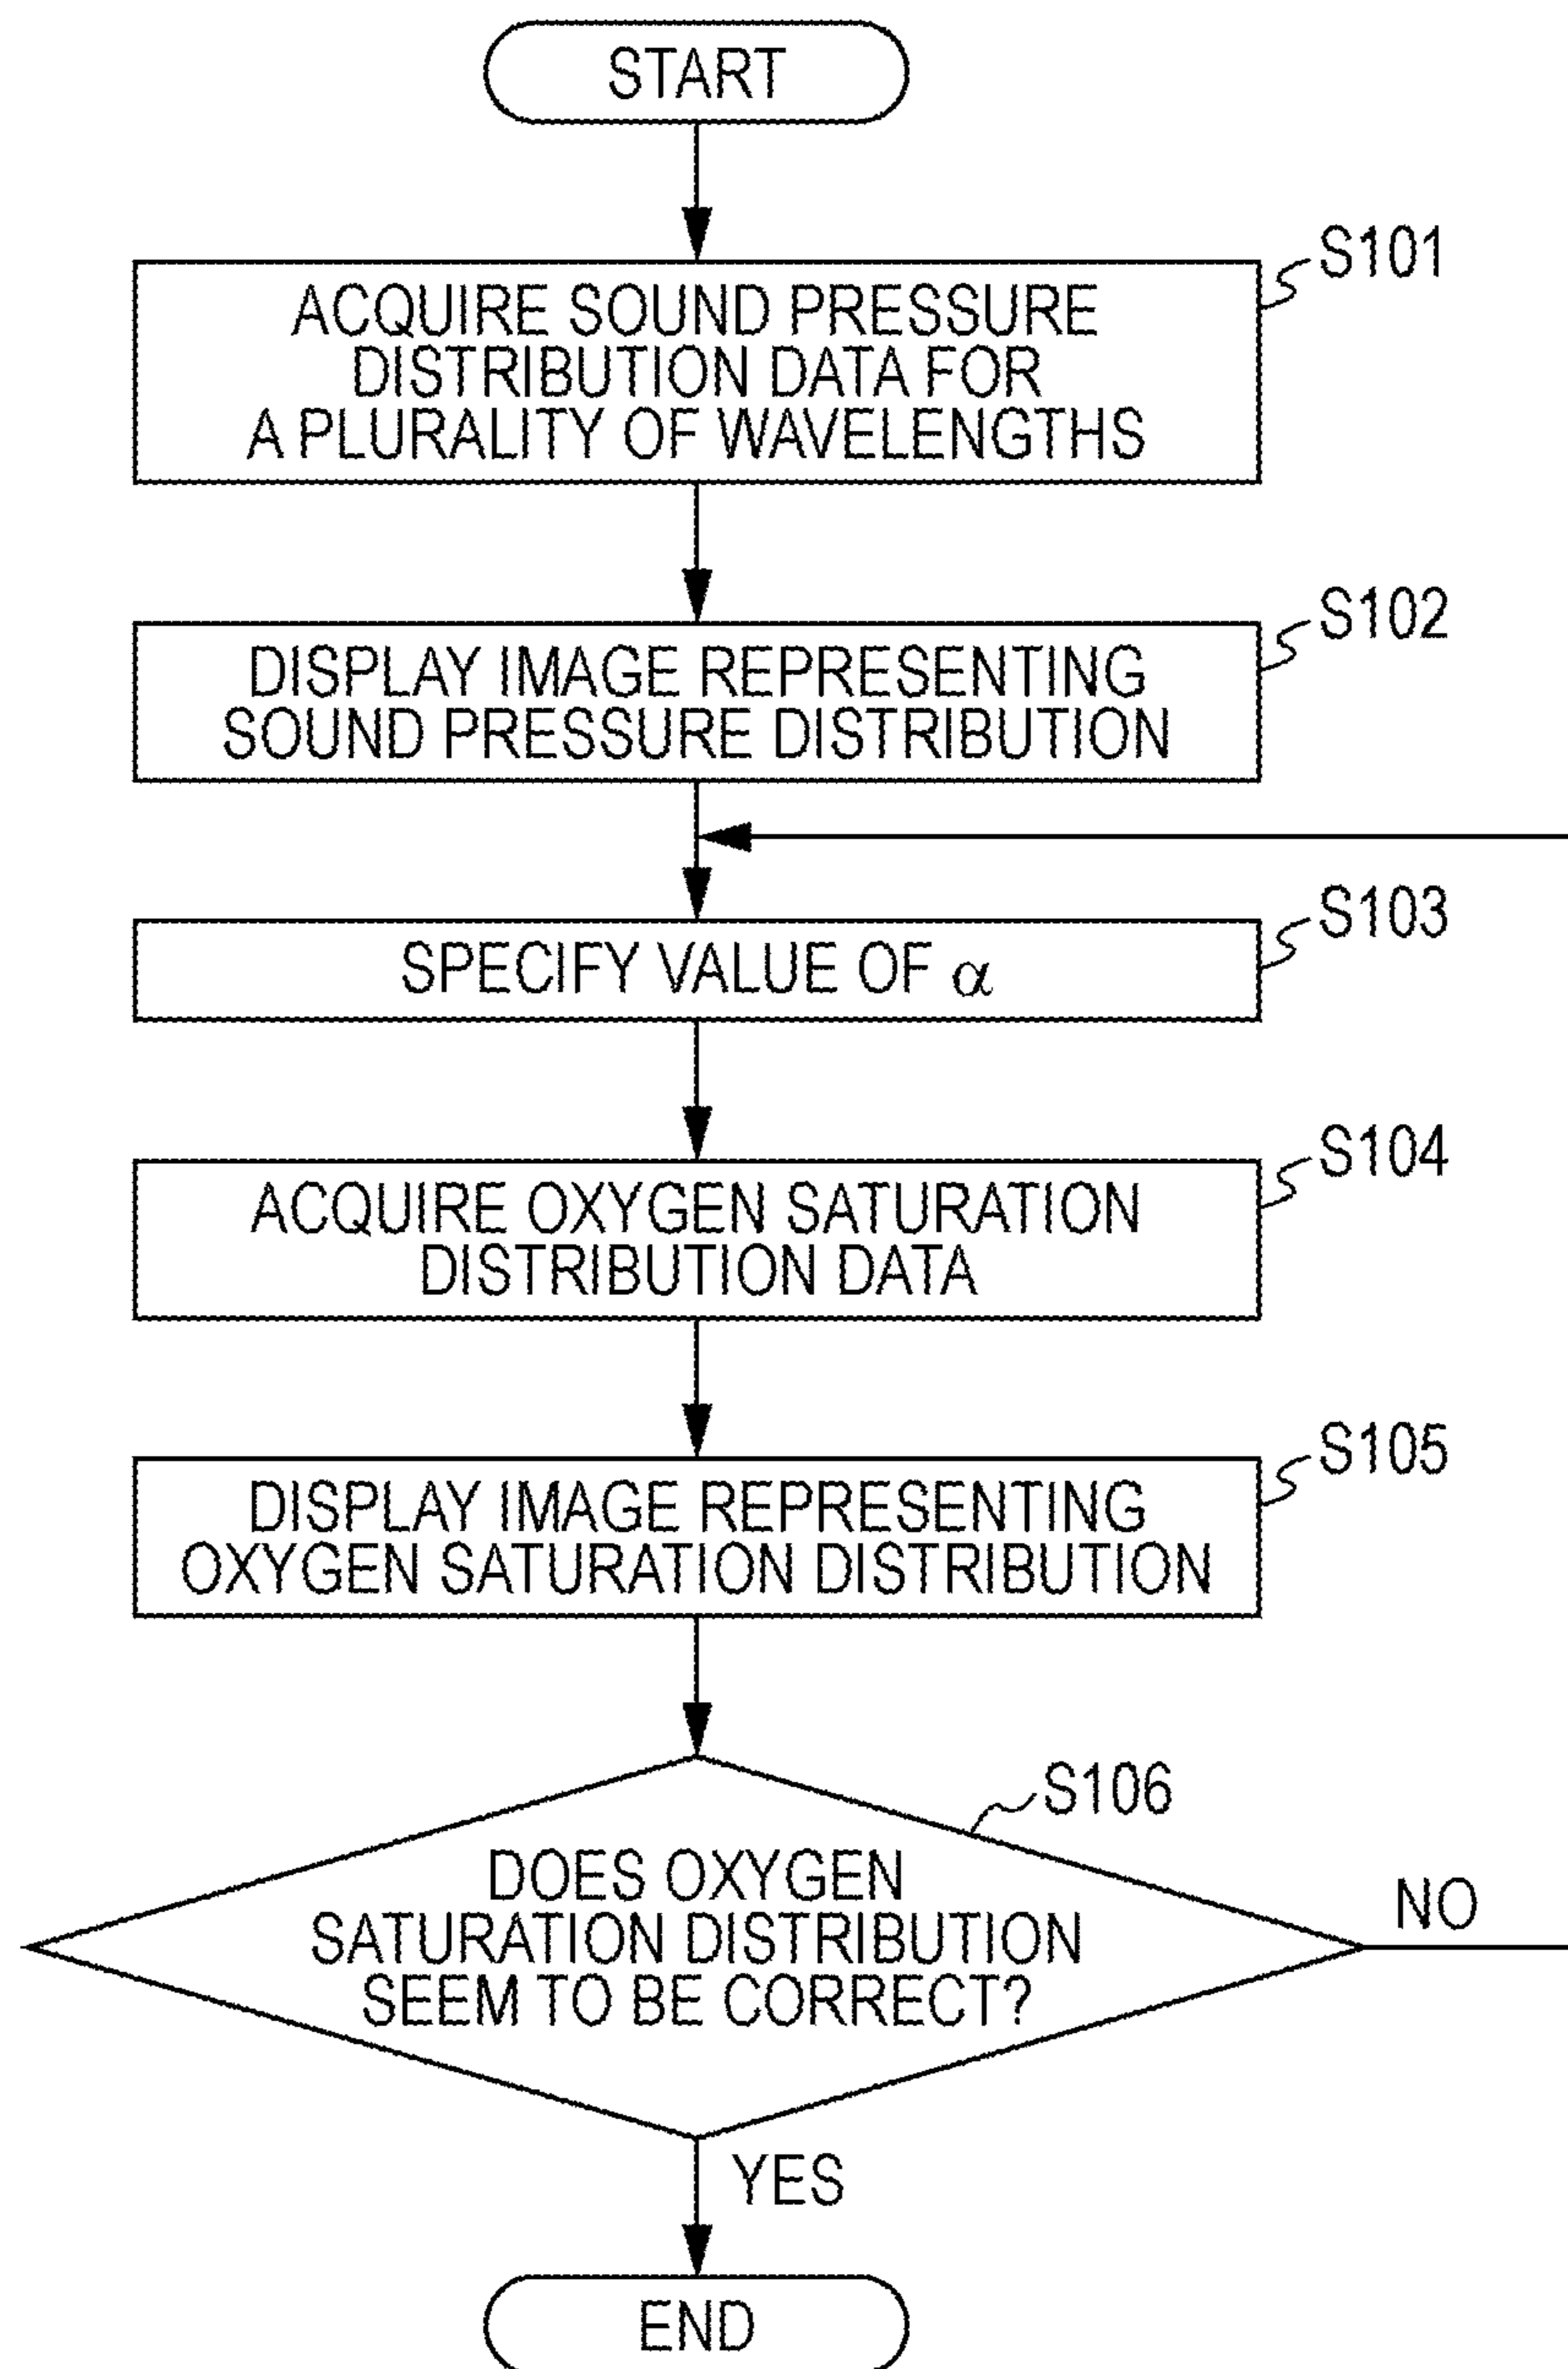 START
S101
ACQUIRE SOUND PRESSURE
DISTRIBUTION DATA FOR
A PLURALITY OF WAVELENGTHS
S102
DISPLAY IMAGE REPRESENTING
SOUND PRESSURE DISTRIBUTION
S103
SPECIFY VALUE OF α
S104
ACQUIRE OXYGEN SATURATION
DISTRIBUTION DATA
S105
DISPLAY IMAGE REPRESENTING
OXYGEN SATURATION DISTRIBUTION
S106
DOES OXYGEN
SATURATION DISTRIBUTION
SEEM TO BE CORRECT?
NO
YES
END